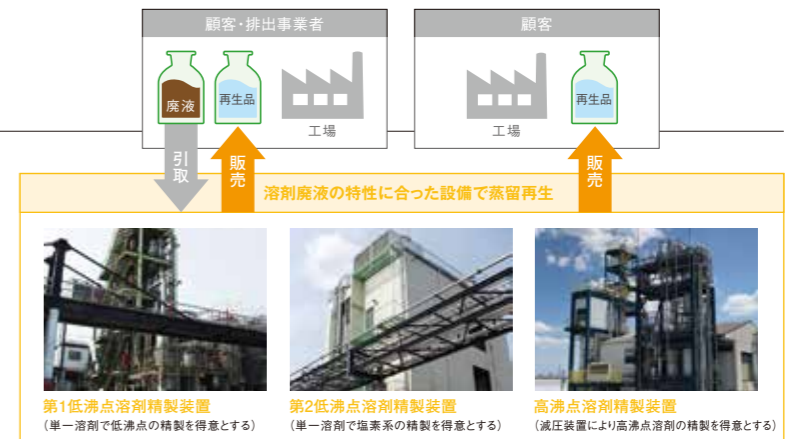 顧客・排出事業者
顧客
廃液
再生品
工場
工場
再生品
引取
販売
販売
溶剤廃液の特性に合った設備で蒸留再生
第1低沸点溶剤精製装置
（単一溶剤で低沸点の精製を得意とする）
第2低沸点溶剤精製装置
（単一溶剤で塩素系の精製を得意とする）
高沸点溶剤精製装置
（減圧装置により高沸点溶剤の精製を得意とする）